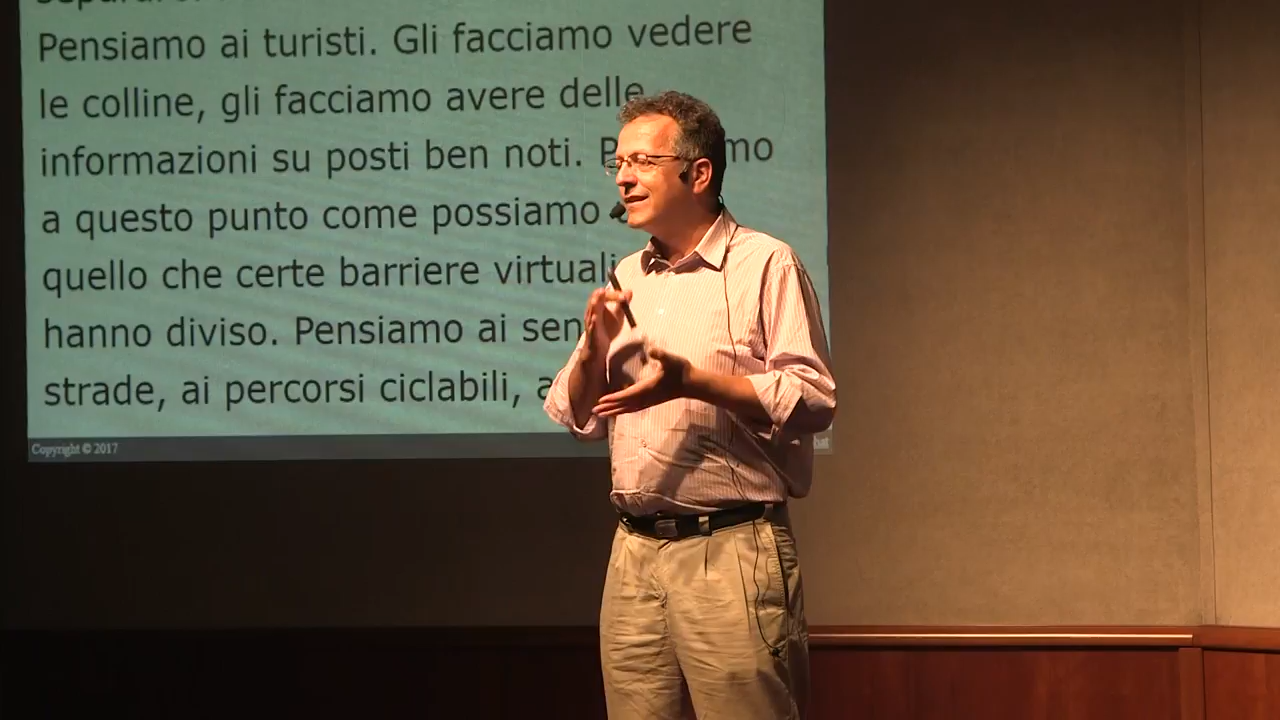 Pensiamo ai turisti. Gli facciamo vedere
le colline, gli facciamo avere delle
informazioni su posti ben noti.
a questo punto come possiamo
quello che certe barriere virtuali
hanno diviso. Pensiamo ai
strade, ai percorsi ciclabili,
Copyright © 2017